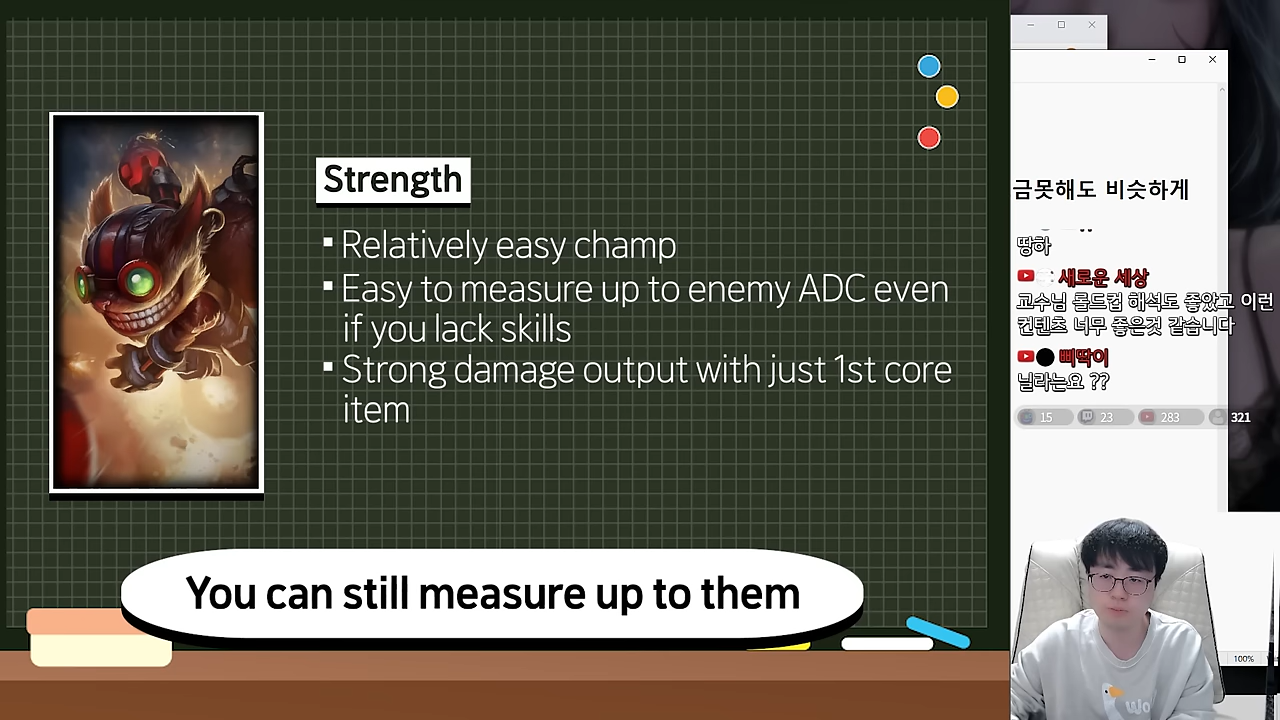 Strength
▪ Relatively easy champ
▪ Easy to measure up to enemy ADC even
if you lack skills
▪ Strong damage output with just 1st core
item
You can still measure up to them
금못해도 비슷하게
땅하
새로운 세상
교수님 롤드컵 해석도 좋았고 이런
컨텐츠 너무 좋은것 같습니다
삐딱이
닐라는요 ??
15
23
283
321
100%
Wo